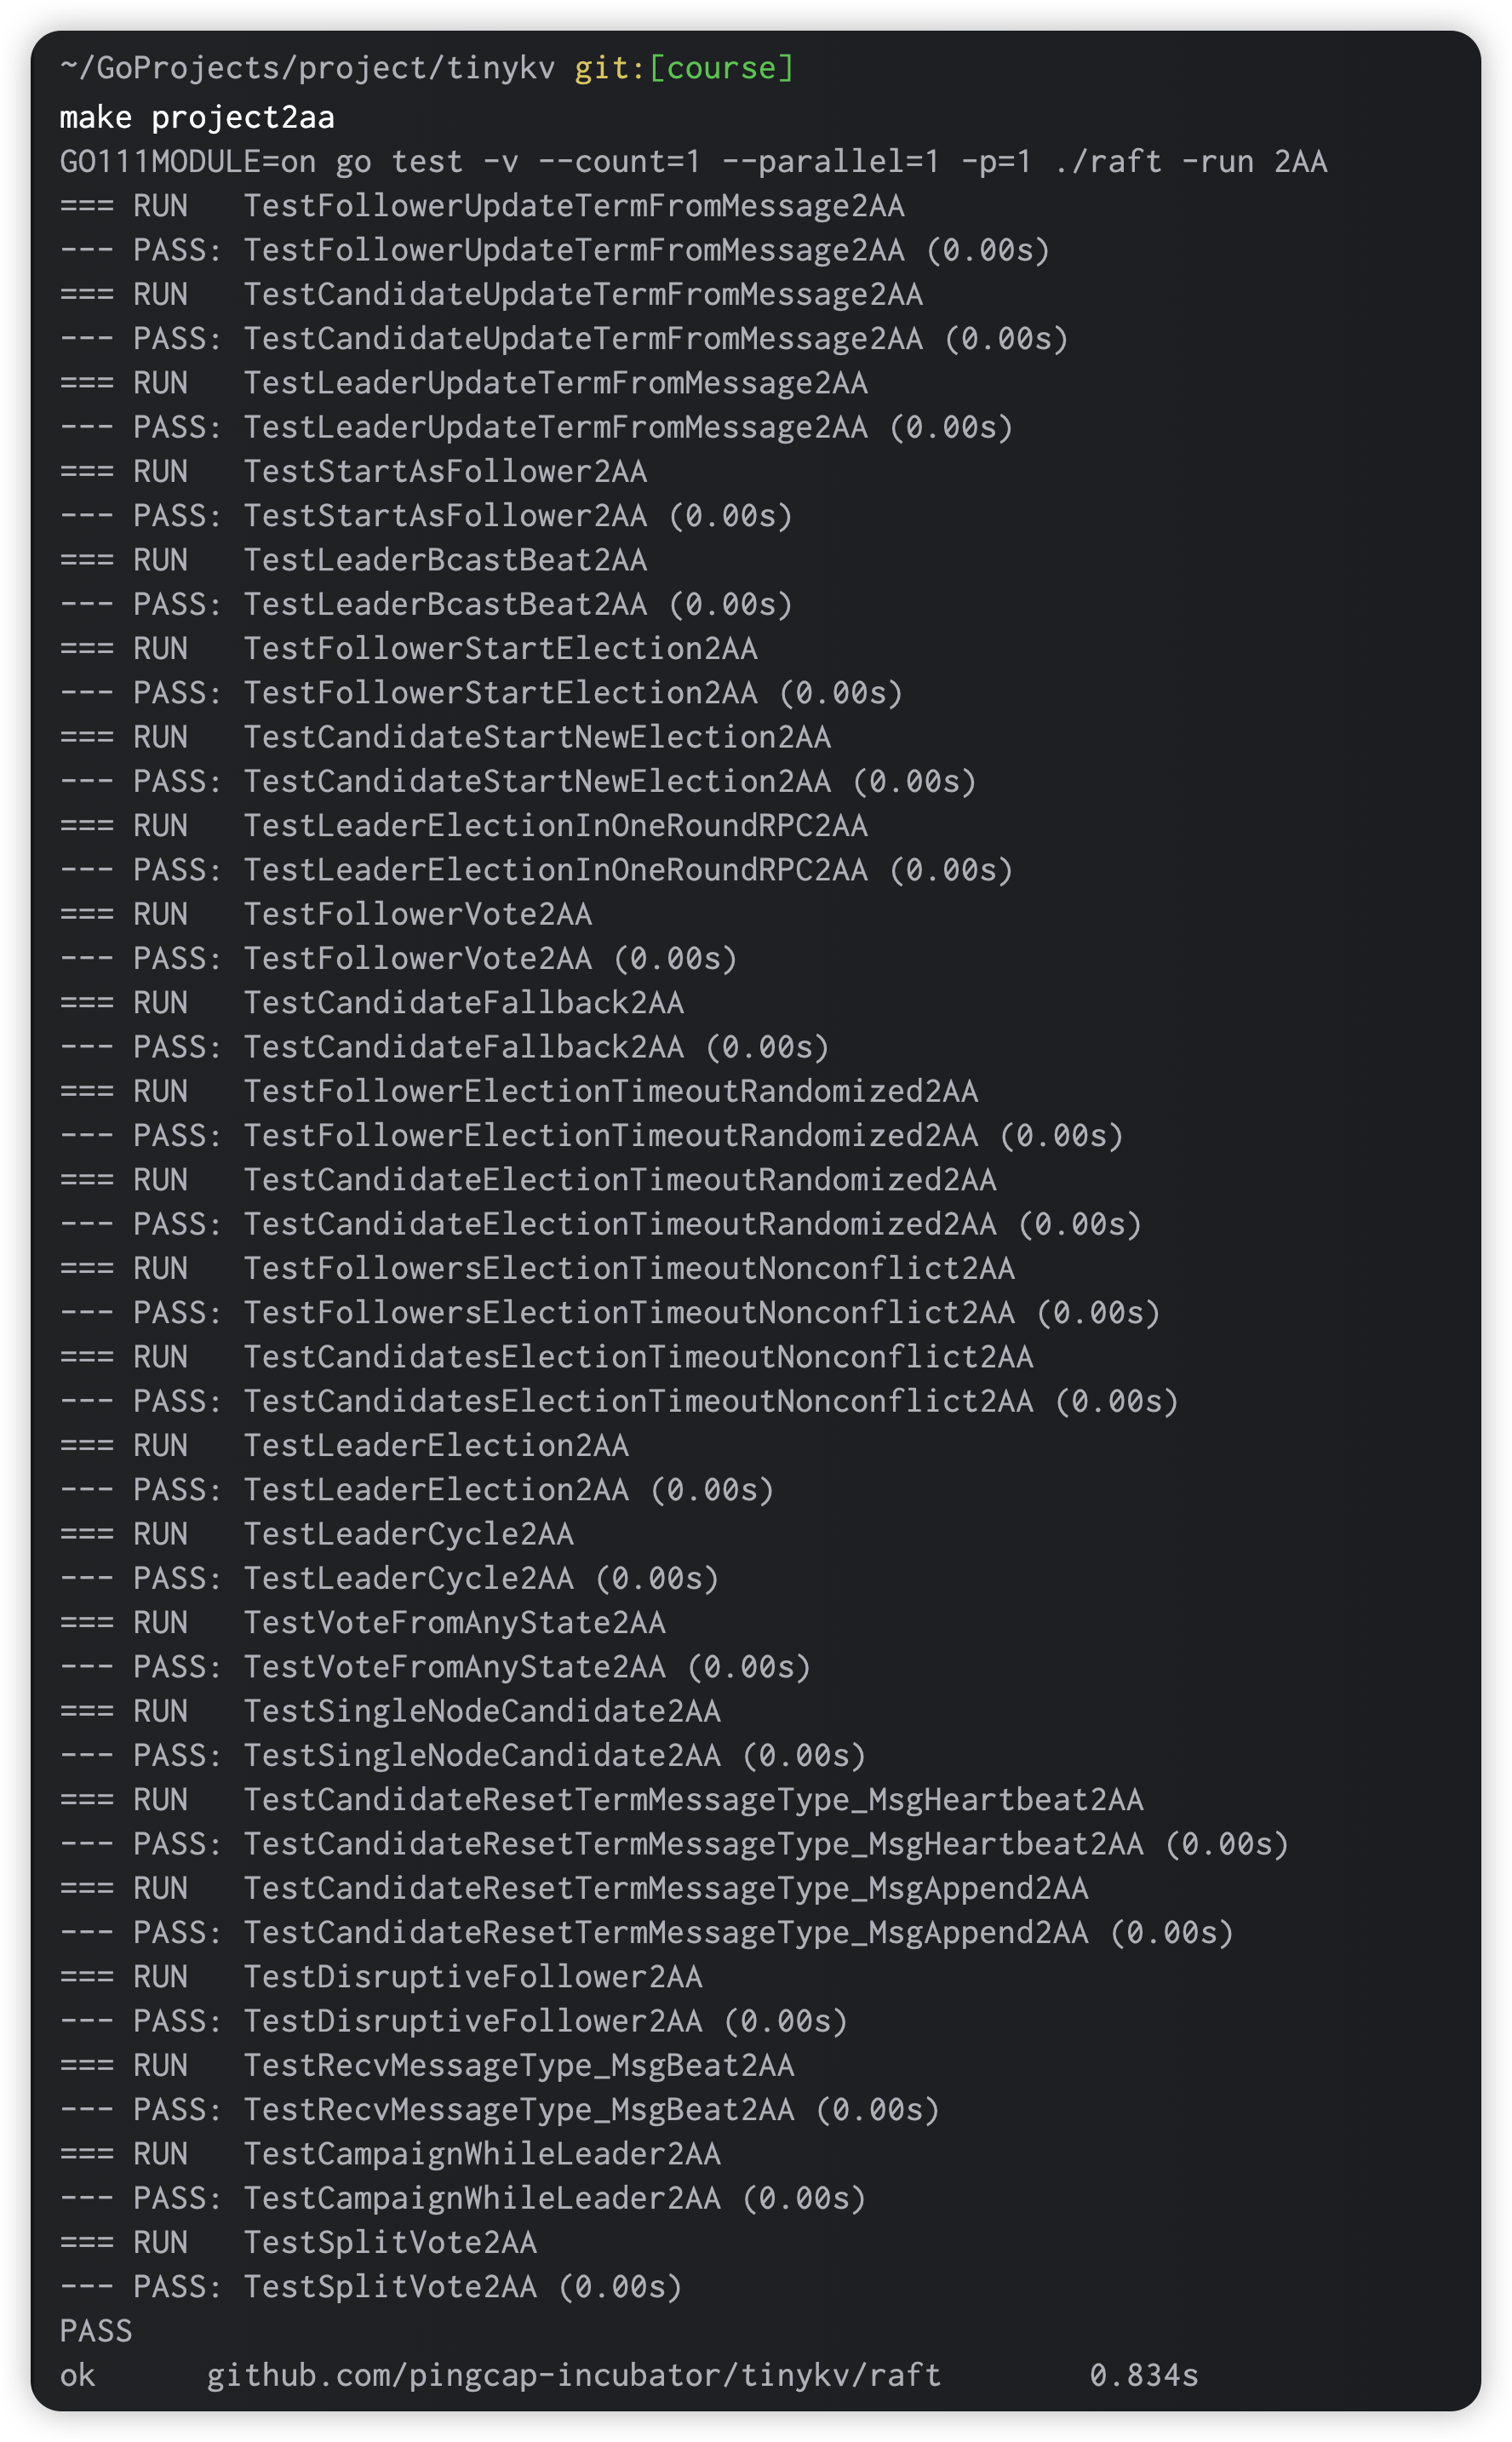 ~/GoProjects/project/tinykv git:[course]
make project2aa
GO111MODULE=on go test -v --count=1 --parallel=1 -p=1 ./raft -run 2AA
=== RUN   TestFollowerUpdateTermFromMessage2AA
--- PASS: TestFollowerUpdateTermFromMessage2AA (0.00s)
=== RUN   TestCandidateUpdateTermFromMessage2AA
--- PASS: TestCandidateUpdateTermFromMessage2AA (0.00s)
=== RUN   TestLeaderUpdateTermFromMessage2AA
--- PASS: TestLeaderUpdateTermFromMessage2AA (0.00s)
=== RUN   TestStartAsFollower2AA
--- PASS: TestStartAsFollower2AA (0.00s)
=== RUN   TestLeaderBcastBeat2AA
--- PASS: TestLeaderBcastBeat2AA (0.00s)
=== RUN   TestFollowerStartElection2AA
--- PASS: TestFollowerStartElection2AA (0.00s)
=== RUN   TestCandidateStartNewElection2AA
--- PASS: TestCandidateStartNewElection2AA (0.00s)
=== RUN   TestLeaderElectionInOneRoundRPC2AA
--- PASS: TestLeaderElectionInOneRoundRPC2AA (0.00s)
=== RUN   TestFollowerVote2AA
--- PASS: TestFollowerVote2AA (0.00s)
=== RUN   TestCandidateFallback2AA
--- PASS: TestCandidateFallback2AA (0.00s)
=== RUN   TestFollowerElectionTimeoutRandomized2AA
--- PASS: TestFollowerElectionTimeoutRandomized2AA (0.00s)
=== RUN   TestCandidateElectionTimeoutRandomized2AA
--- PASS: TestCandidateElectionTimeoutRandomized2AA (0.00s)
=== RUN   TestFollowersElectionTimeoutNonconflict2AA
--- PASS: TestFollowersElectionTimeoutNonconflict2AA (0.00s)
=== RUN   TestCandidatesElectionTimeoutNonconflict2AA
--- PASS: TestCandidatesElectionTimeoutNonconflict2AA (0.00s)
=== RUN   TestLeaderElection2AA
--- PASS: TestLeaderElection2AA (0.00s)
=== RUN   TestLeaderCycle2AA
--- PASS: TestLeaderCycle2AA (0.00s)
=== RUN   TestVoteFromAnyState2AA
--- PASS: TestVoteFromAnyState2AA (0.00s)
=== RUN   TestSingleNodeCandidate2AA
--- PASS: TestSingleNodeCandidate2AA (0.00s)
=== RUN   TestCandidateResetTermMessageType_MsgHeartbeat2AA
--- PASS: TestCandidateResetTermMessageType_MsgHeartbeat2AA (0.00s)
=== RUN   TestCandidateResetTermMessageType_MsgAppend2AA
--- PASS: TestCandidateResetTermMessageType_MsgAppend2AA (0.00s)
=== RUN   TestDisruptiveFollower2AA
--- PASS: TestDisruptiveFollower2AA (0.00s)
=== RUN   TestRecvMessageType_MsgBeat2AA
--- PASS: TestRecvMessageType_MsgBeat2AA (0.00s)
=== RUN   TestCampaignWhileLeader2AA
--- PASS: TestCampaignWhileLeader2AA (0.00s)
=== RUN   TestSplitVote2AA
--- PASS: TestSplitVote2AA (0.00s)
PASS
ok      github.com/pingcap-incubator/tinykv/raft        0.834s